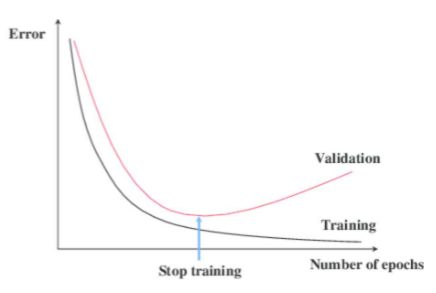 Error
Validation
Training
Number of epochs
Stop training